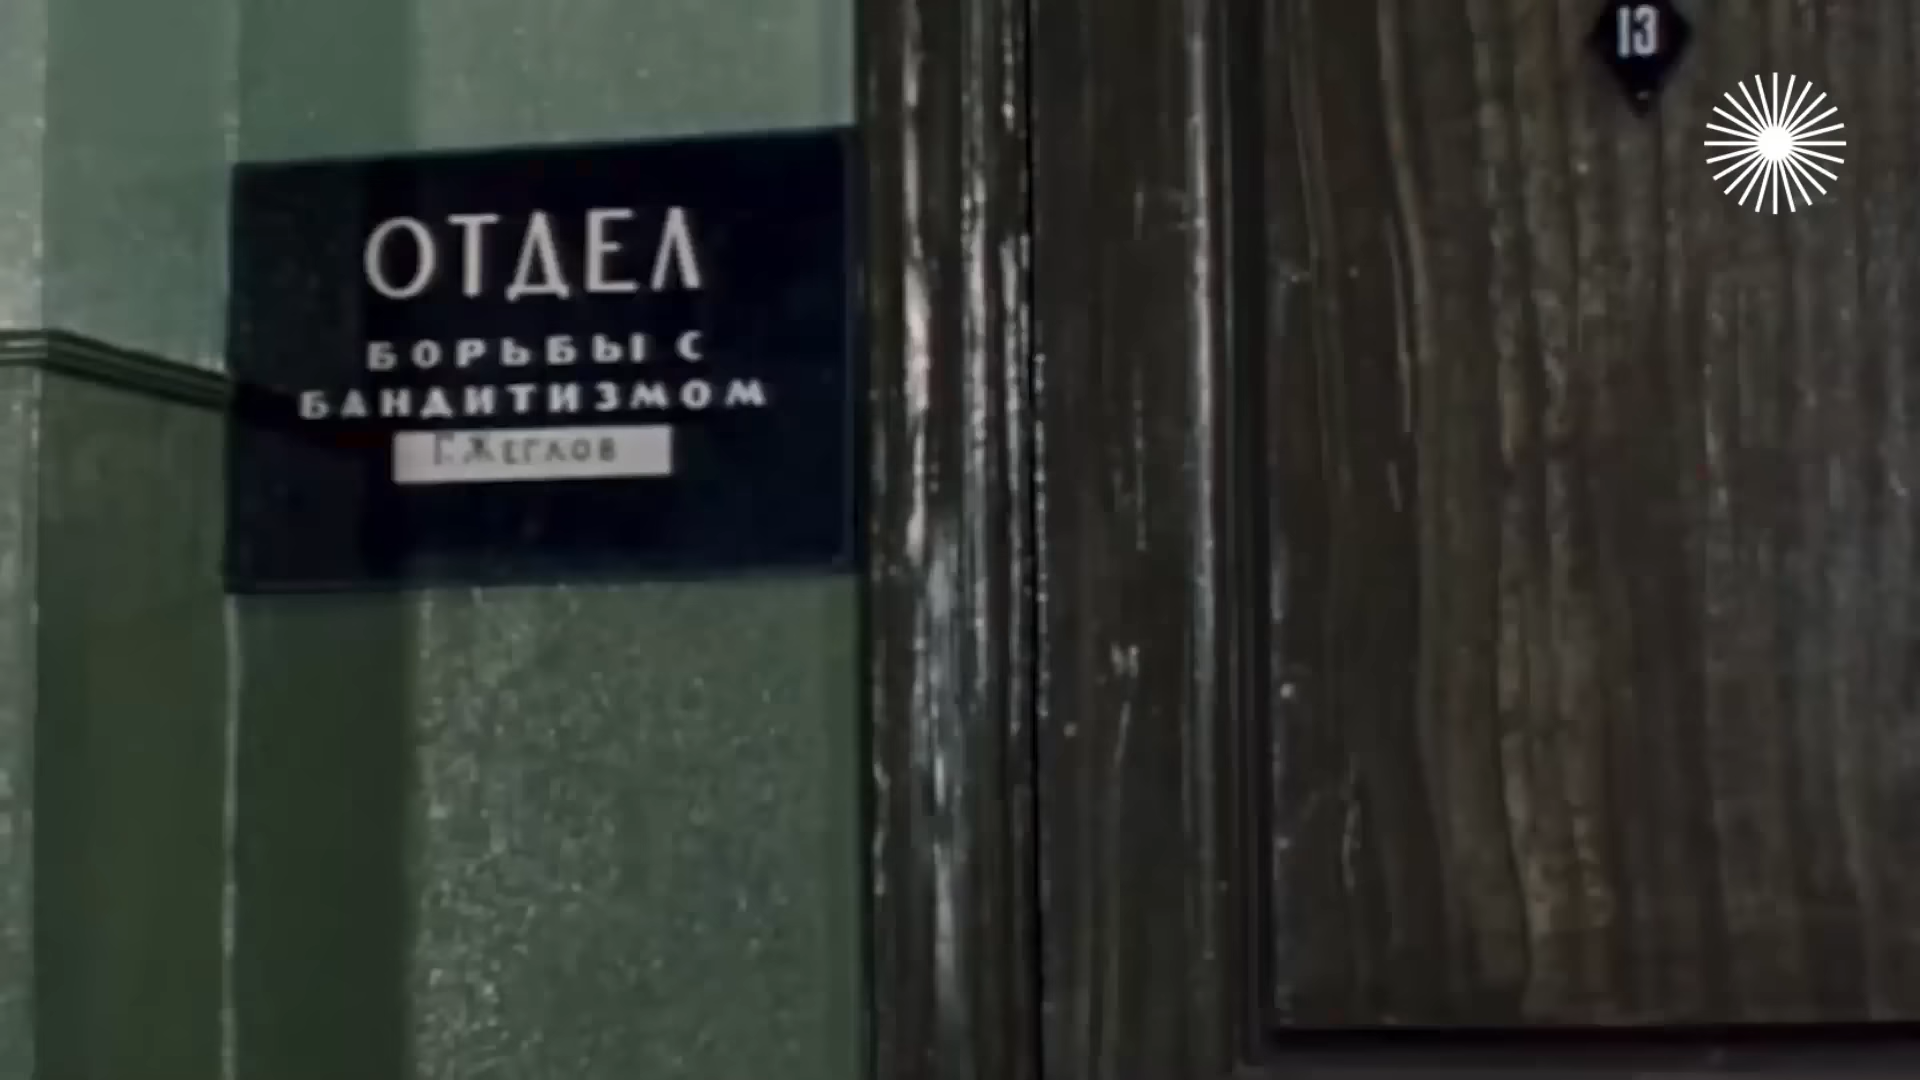 13
ОТДЕЛ
БОРЬБЫ С
БАНДИТИЗМОМ
Г. ЖЕГЛОВ